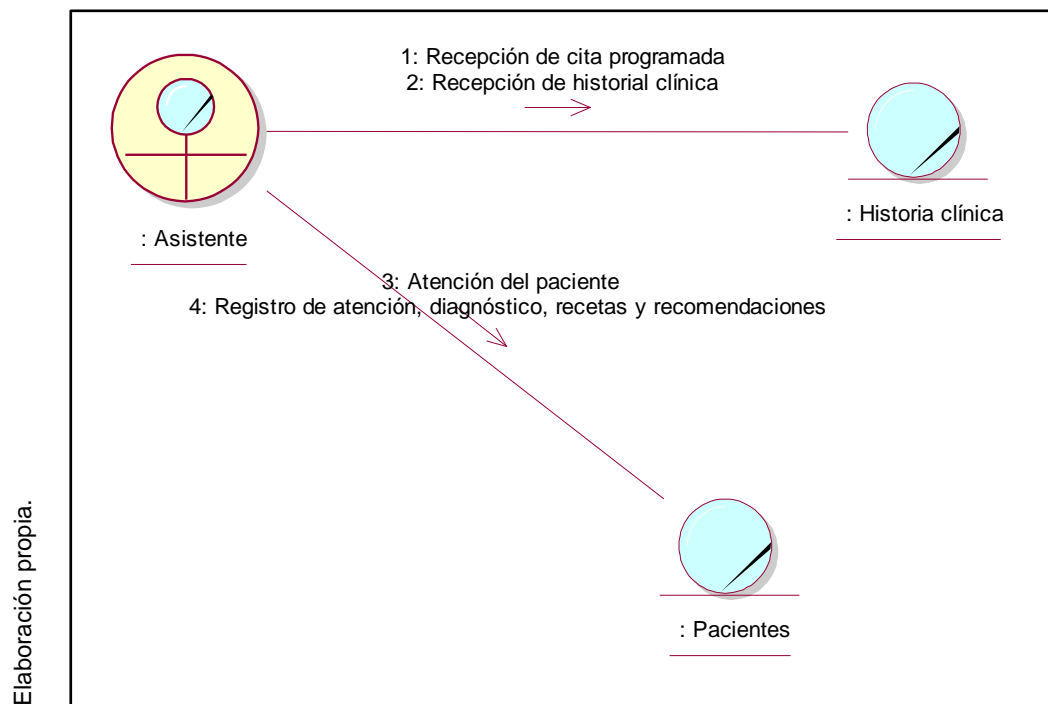 1: Recepción de cita programada
2: Recepción de historial clínica
: Asistente
: Historia clínica
3: Atención del paciente
4: Registro de atención, diagnóstico, recetas y recomendaciones
: Pacientes
Elaboración propia.